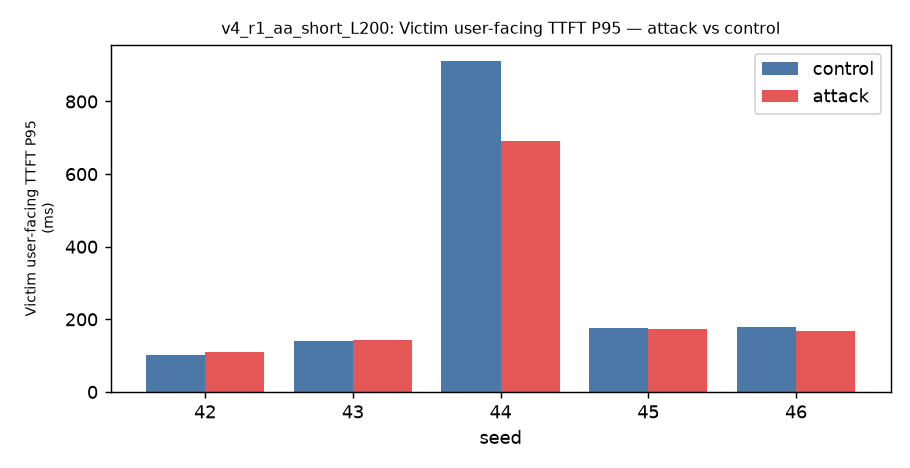 v4_r1_aa_short_L200: Victim user-facing TTFT P95 — attack vs control
Victim user-facing TTFT P95
(ms)
800
600
400
200
0
control
attack
42
43
44
45
46
seed